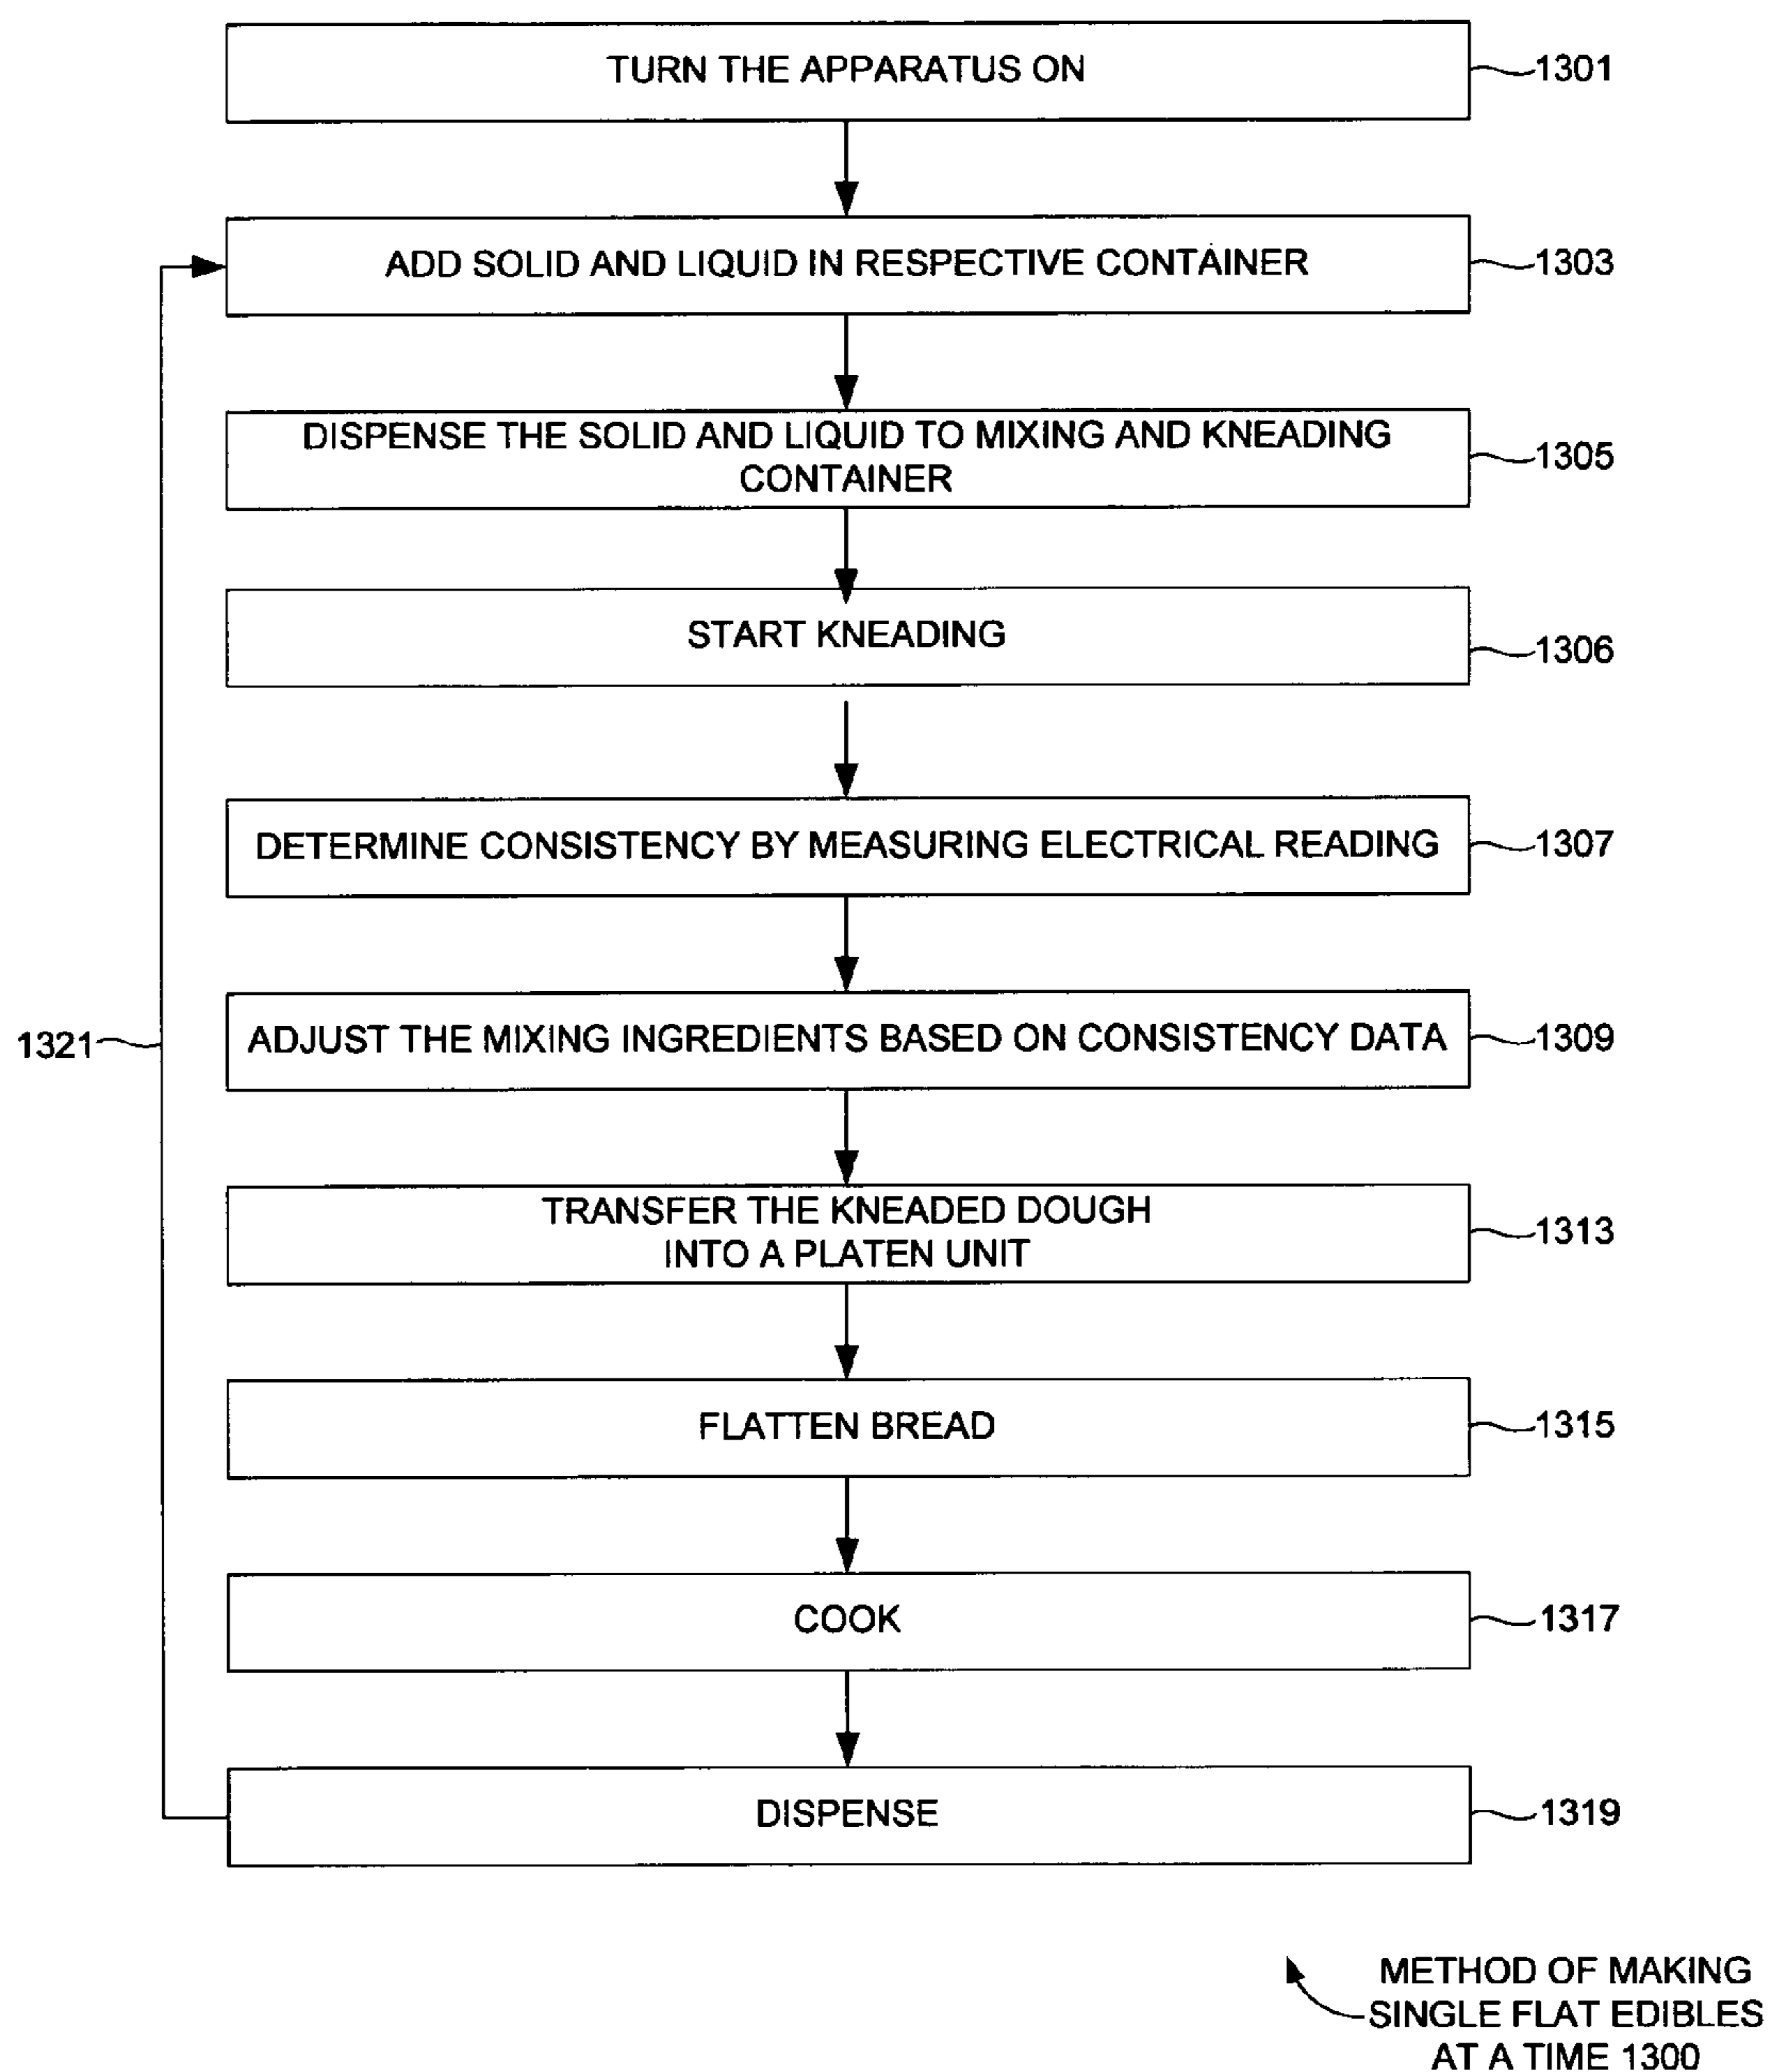 TURN THE APPARATUS ON
1301
ADD SOLID AND LIQUID IN RESPECTIVE CONTAINER
1303
DISPENSE THE SOLID AND LIQUID TO MIXING AND KNEADING
CONTAINER
1305
START KNEADING
1306
DETERMINE CONSISTENCY BY MEASURING ELECTRICAL READING
1307
1321
ADJUST THE MIXING INGREDIENTS BASED ON CONSISTENCY DATA
1309
TRANSFER THE KNEADED DOUGH
INTO A PLATEN UNIT
1313
FLATTEN BREAD
1315
COOK
1317
DISPENSE
1319
METHOD OF MAKING
SINGLE FLAT EDIBLES
AT A TIME 1300